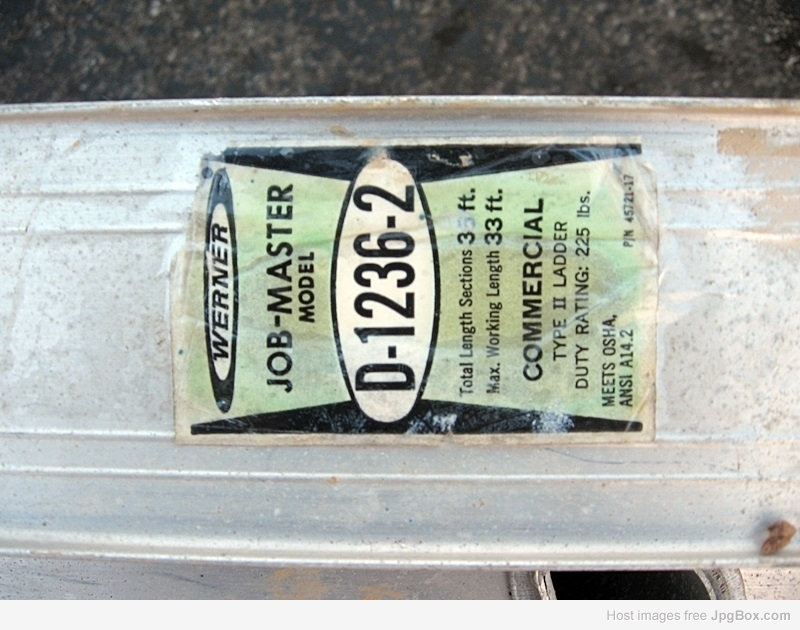 WERNER
JOB-MASTER
MODEL
D-1236-2
Total Length Sections 36 ft.
Max. Working Length 33 ft.
COMMERCIAL
TYPE II LADDER
DUTY RATING: 225 lbs.
MEETS OSHA,
ANSI A14.2
P/N 45721-17
Host images free JpgBox.com